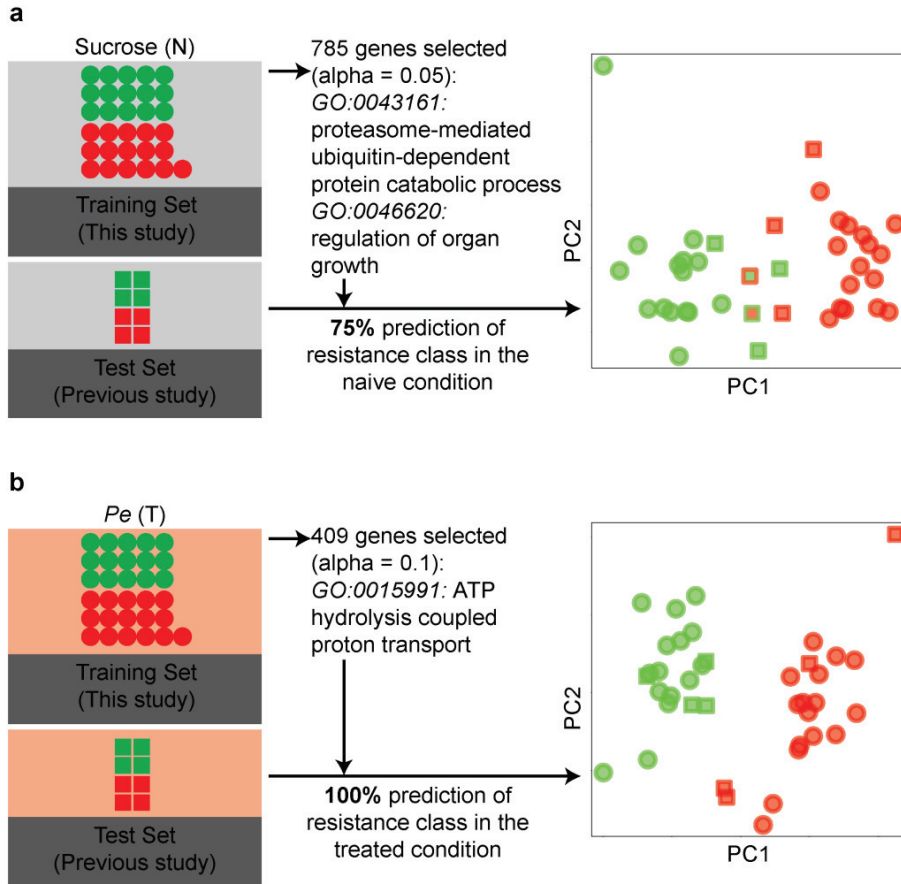 a
Sucrose (N)
Training Set
(This study)
Test Set
(Previous study)
785 genes selected
(alpha = 0.05):
GO:0043161:
proteasome-mediated
ubiquitin-dependent
protein catabolic process
GO:0046620:
regulation of organ
growth
75% prediction of
resistance class in the
naive condition
PC2
PC1
b
Pe (T)
Training Set
(This study)
Test Set
(Previous study)
409 genes selected
(alpha = 0.1):
GO:0015991: ATP
hydrolysis coupled
proton transport
100% prediction of
resistance class in the
treated condition
PC2
PC1